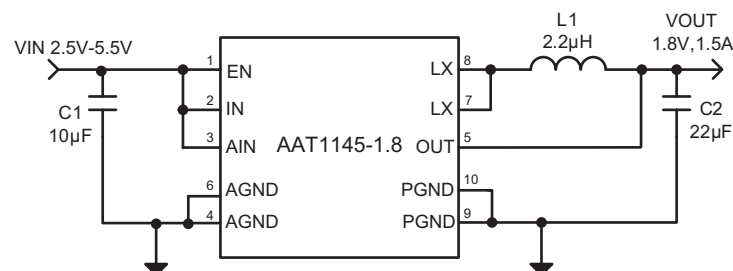 L1
VOUT
VIN 2.5V-5.5V
2.2µH
1.8V,1.5A
1
EN
LX
8
2
IN
LX
7
C1
10µF
C2
22µF
3
AIN
AAT1145-1.8
OUT
5
6
AGND
PGND
10
4
AGND
PGND
9